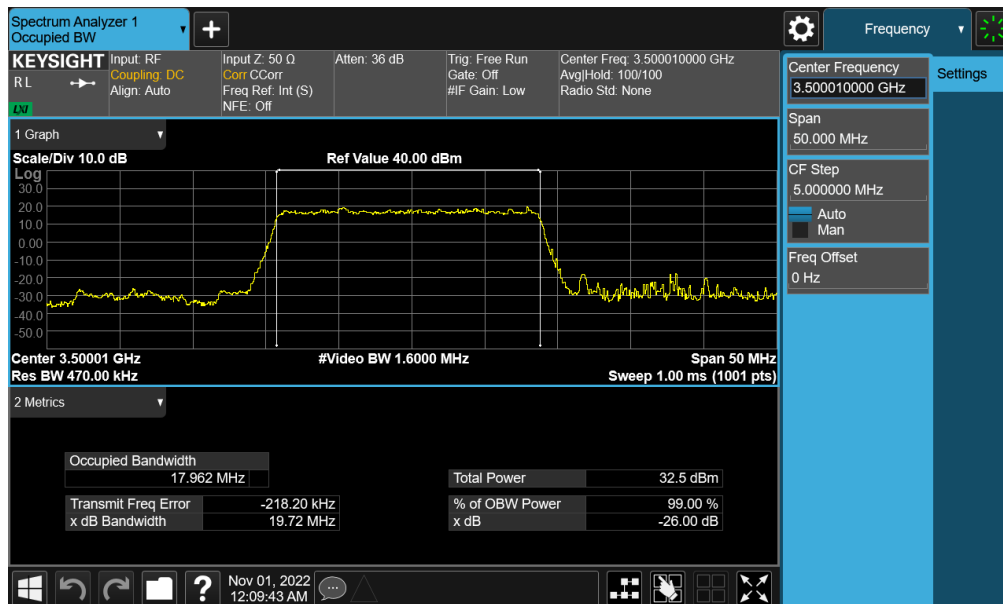 Spectrum Analyzer 1
Occupied BW
Frequency
KEYSIGHT
R L
LXI
Input: RF
Coupling: DC
Align: Auto
Input Z: 50 Ω
Corr CCorr
Freq Ref: Int (S)
NFE: Off
Atten: 36 dB
Trig: Free Run
Gate: Off
#IF Gain: Low
Center Freq: 3.500010000 GHz
Avg|Hold: 100/100
Radio Std: None
Center Frequency
3.500010000 GHz
Settings
Span
50.000 MHz
CF Step
5.000000 MHz
Auto
Man
Freq Offset
0 Hz
1 Graph
Scale/Div 10.0 dB
Ref Value 40.00 dBm
Log
30.0
20.0
10.0
0.00
-10.0
-20.0
-30.0
-40.0
-50.0
Center 3.50001 GHz
#Video BW 1.6000 MHz
Span 50 MHz
Res BW 470.00 kHz
Sweep 1.00 ms (1001 pts)
2 Metrics
Occupied Bandwidth
17.962 MHz
Total Power 32.5 dBm
Transmit Freq Error -218.20 kHz
% of OBW Power 99.00 %
x dB Bandwidth 19.72 MHz
x dB -26.00 dB
?
Nov 01, 2022
12:09:43 AM